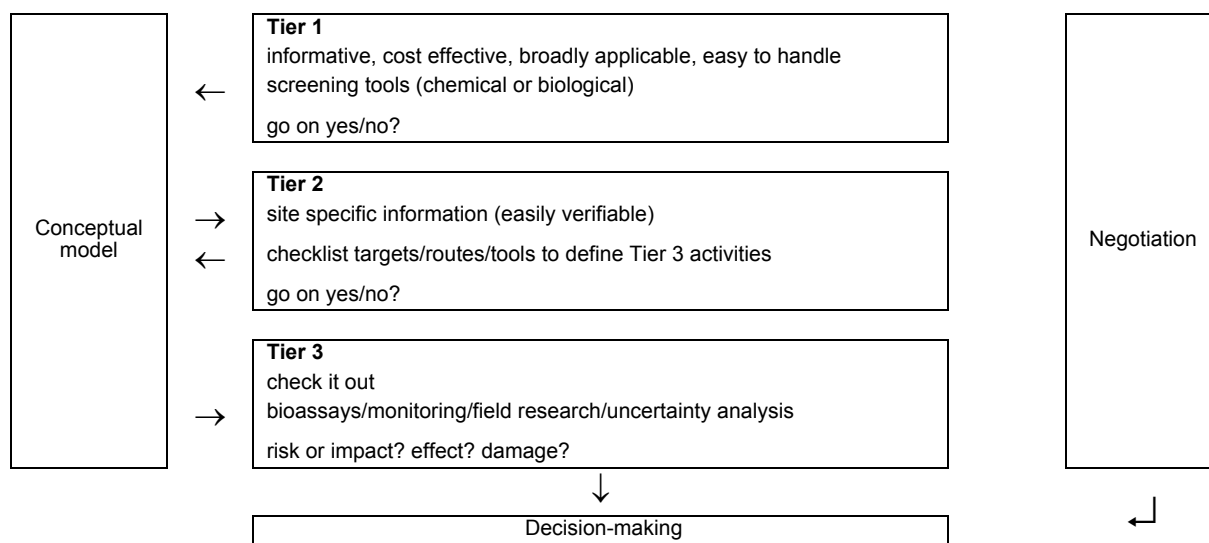 Tier 1
informative, cost effective, broadly applicable, easy to handle
screening tools (chemical or biological)
go on yes/no?
Conceptual
model
Tier 2
site specific information (easily verifiable)
checklist targets/routes/tools to define Tier 3 activities
go on yes/no?
Negotiation
Tier 3
check it out
bioassays/monitoring/field research/uncertainty analysis
risk or impact? effect? damage?
Decision-making